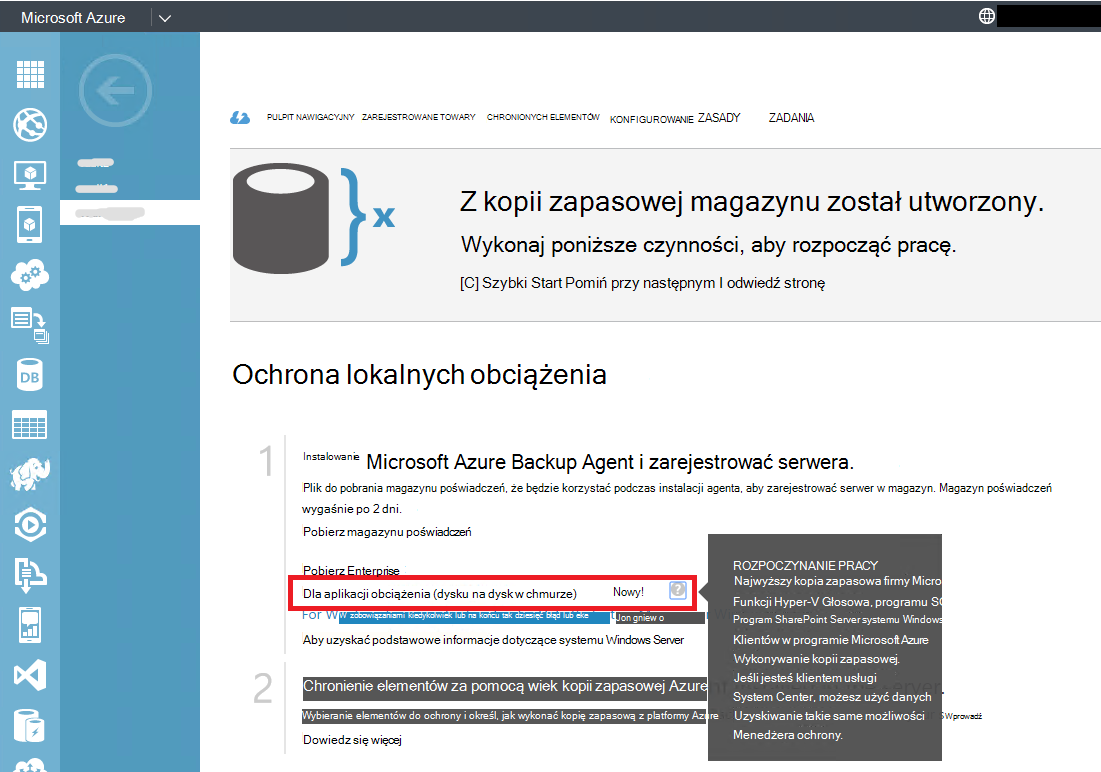 Microsoft Azure
PULPIT NAWIGACYJNY ZAREJESTROWANE TOWARY CHRONIONYCH ELEMENTÓW KONFIGUROWANIE ZASADY ZADANIA
Z kopii zapasowej magazynu został utworzony.
Wykonaj poniższe czynności, aby rozpocząć pracę.
[C] Szybki Start Pomiń przy następnym I odwiedź stronę
x
Ochrona lokalnych obciążenia
1
Instalowanie Microsoft Azure Backup Agent i zarejestrować serwera.
Plik do pobrania magazynu poświadczeń, że będzie korzystać podczas instalacji agenta, aby zarejestrować serwer w magazyn. Magazyn poświadczeń
wygaśnie po 2 dni.
Pobierz magazynu poświadczeń
Pobierz Enterprise
Dla aplikacji obciążenia (dysku na dysk w chmurze) Nowy! ?
For W zobowiązaniami kiedykolwiek lub na końcu tak dziesięć błąd lub eke t Jon gniew o
Aby uzyskać podstawowe informacje dotyczące systemu Windows Server
2
Chronienie elementów za pomocą wiek kopii zapasowej Azure
Wybieranie elementów do ochrony i określ, jak wykonać kopię zapasową z platformy Azure
Wprowadź
Dowiedz się więcej
ROZPOCZYNANIE PRACY
Najwyższy kopia zapasowa firmy Micro
Funkcji Hyper-V Głosowa, programu S
Program SharePoint Server systemu Windows
Klientów w programie Microsoft Azure
Wykonywanie kopii zapasowej.
Jeśli jesteś klientem usługi
System Center, możesz użyć danych
Uzyskiwanie takie same możliwości
Menedżera ochrony.
DB